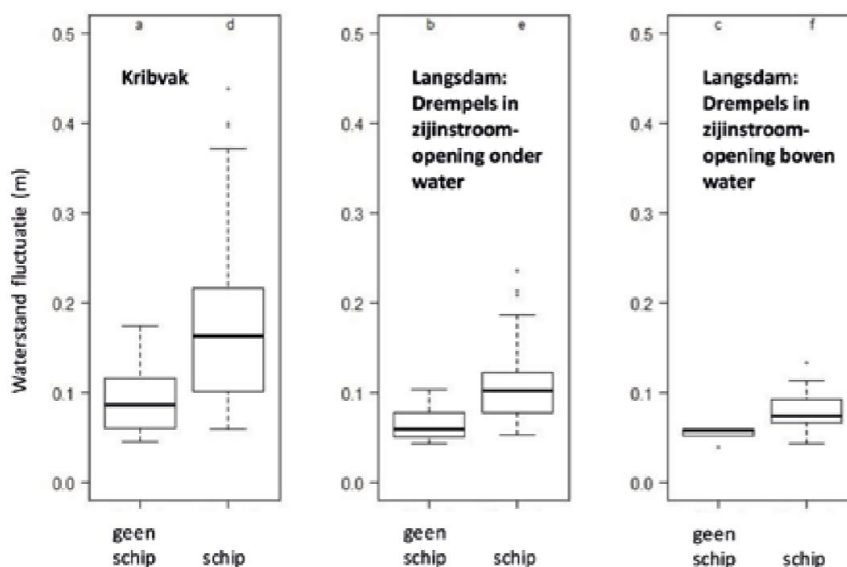 Waterstand fluctuatie (m)
0.5
0.4
0.3
0.2
0.1
0.0
a
d
Kribvak
geen
schip
schip
0.5
0.4
0.3
0.2
0.1
0.0
b
e
Langsdam:
Drempels in
zijinstroom-
opening onder
water
geen
schip
schip
0.5
0.4
0.3
0.2
0.1
0.0
c
f
Langsdam:
Drempels in
zijinstroom-
opening boven
water
geen
schip
schip